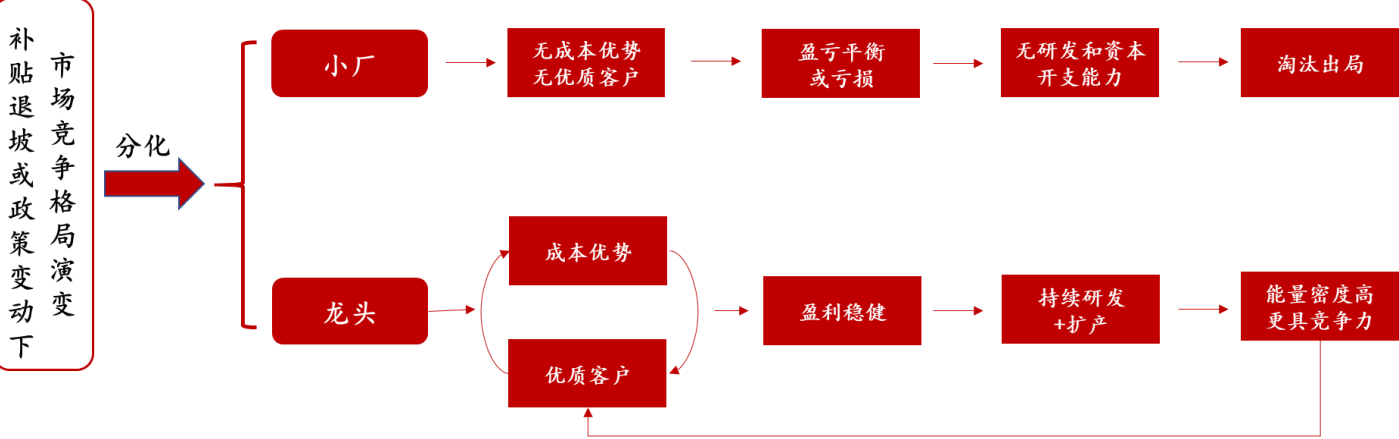 补贴退坡或政策变动下
市场竞争格局演变
分化
小厂
无成本优势
无优质客户
盈亏平衡
或亏损
无研发和资本
开支能力
淘汰出局
龙头
成本优势
优质客户
盈利稳健
持续研发
+扩产
能量密度高
更具竞争力